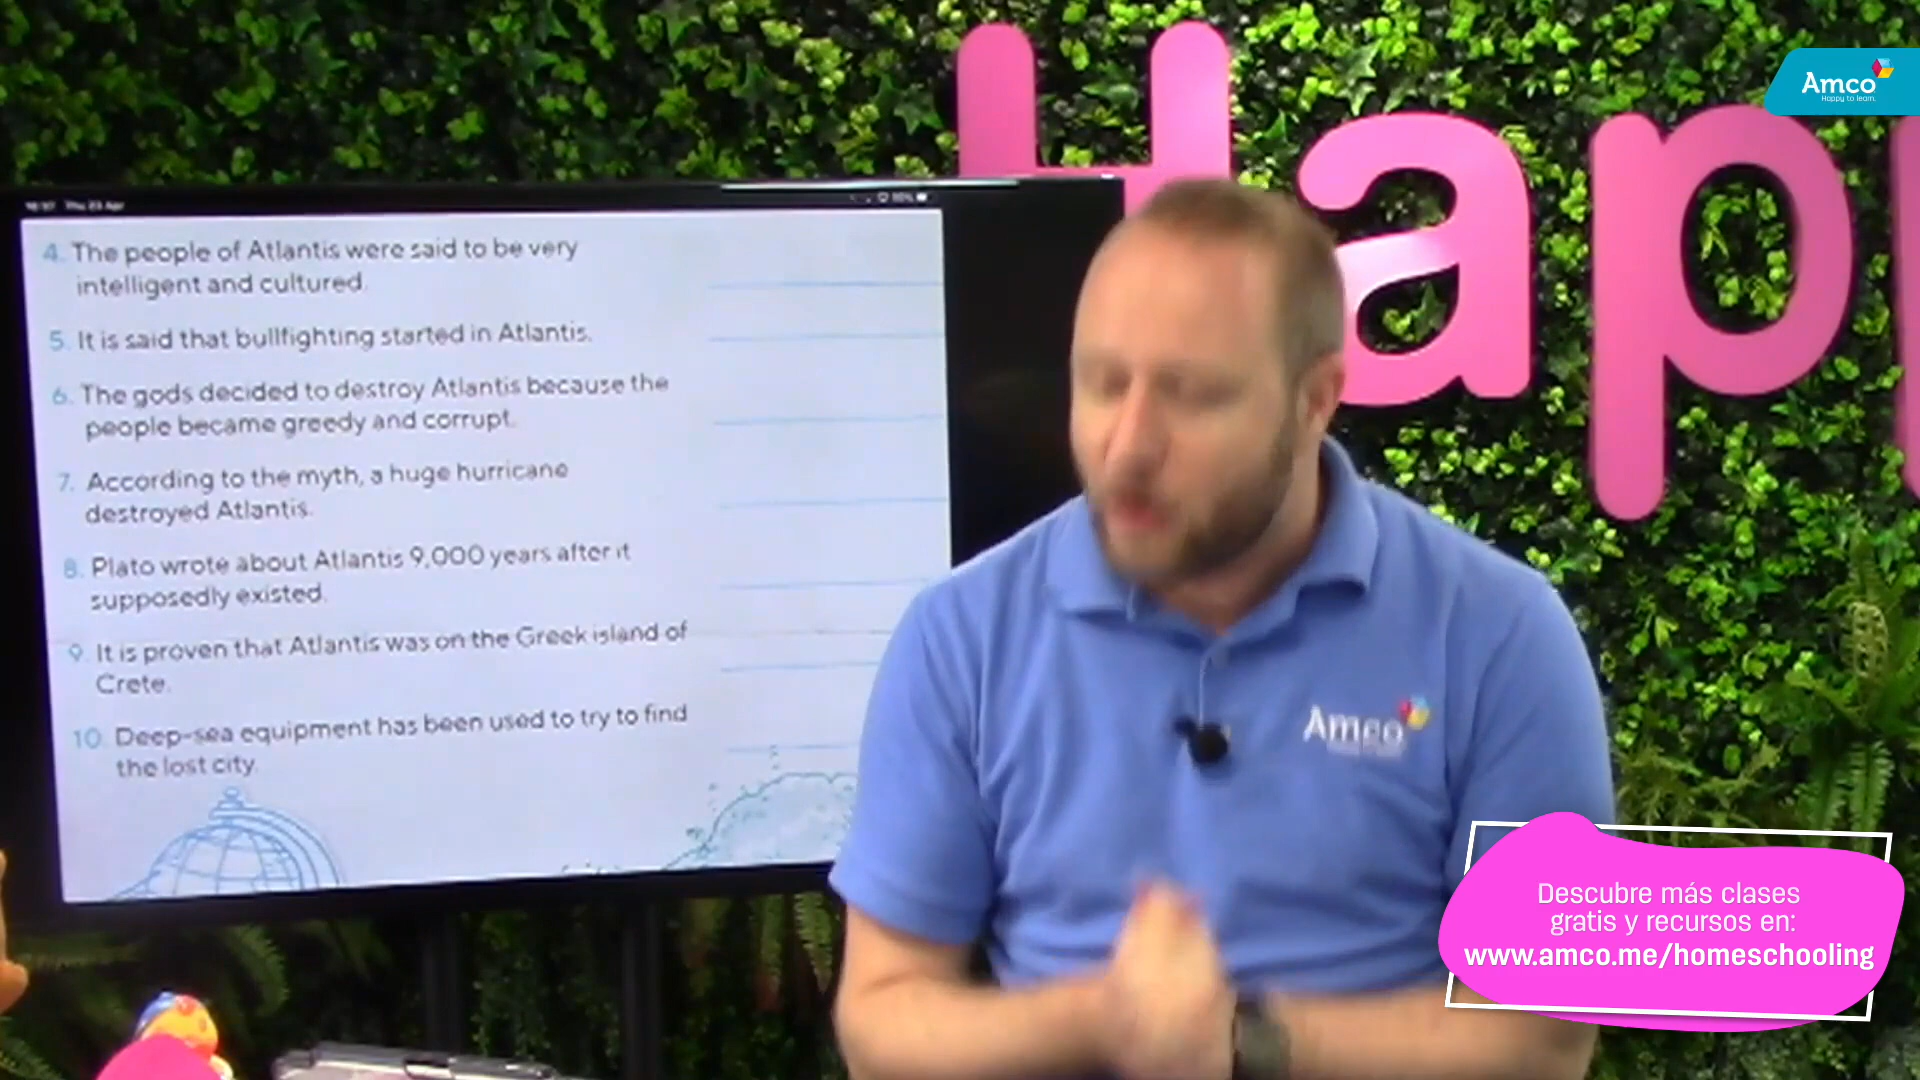 Happ
Amco
Happy to learn.
Thu 23 Apr
4. The people of Atlantis were said to be very
intelligent and cultured.
5. It is said that bullfighting started in Atlantis.
6. The gods decided to destroy Atlantis because the
people became greedy and corrupt.
7. According to the myth, a huge hurricane
destroyed Atlantis.
8. Plato wrote about Atlantis 9,000 years after it
supposedly existed.
9. It is proven that Atlantis was on the Greek island of
Crete.
10. Deep-sea equipment has been used to try to find
the lost city.
Amco
Descubre más clases
gratis y recursos en:
www.amco.me/homeschooling